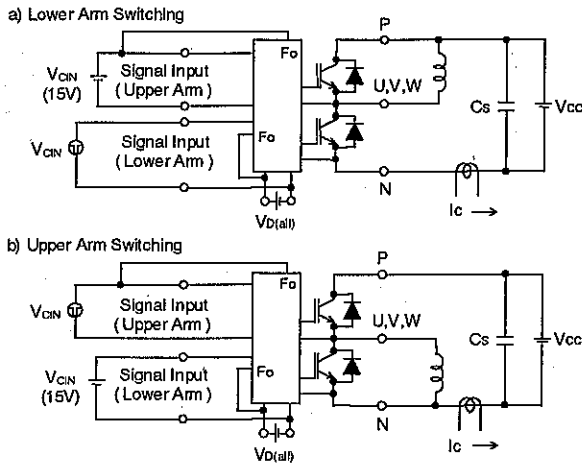 a) Lower Arm Switching
P
Fo
VCIN
(15V)
Signal Input
( Upper Arm )
U,V,W
Cs
Vcc
VCIN
Signal Input
( Lower Arm )
Fo
N
VD(all)
Ic
b) Upper Arm Switching
P
Fo
VCIN
Signal Input
( Upper Arm )
U,V,W
Cs
Vcc
VCIN
(15V)
Signal Input
( Lower Arm )
Fo
N
VD(all)
Ic